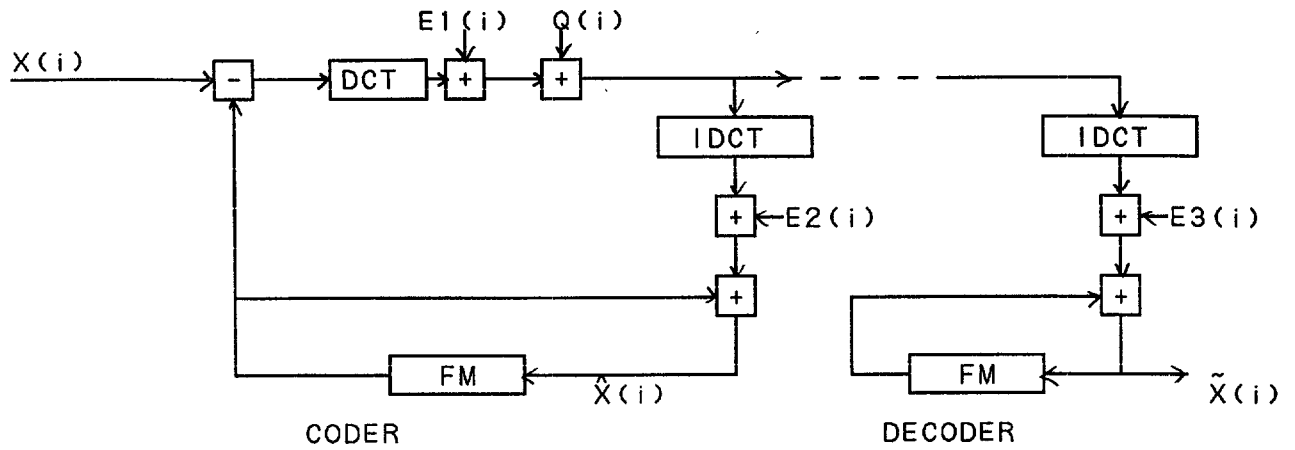 E1(i) Q(i)
X(i)
- DCT + +
IDCT IDCT
+ E2(i) + E3(i)
+ +
FM FM
X̂(i) X̃(i)
CODER DECODER